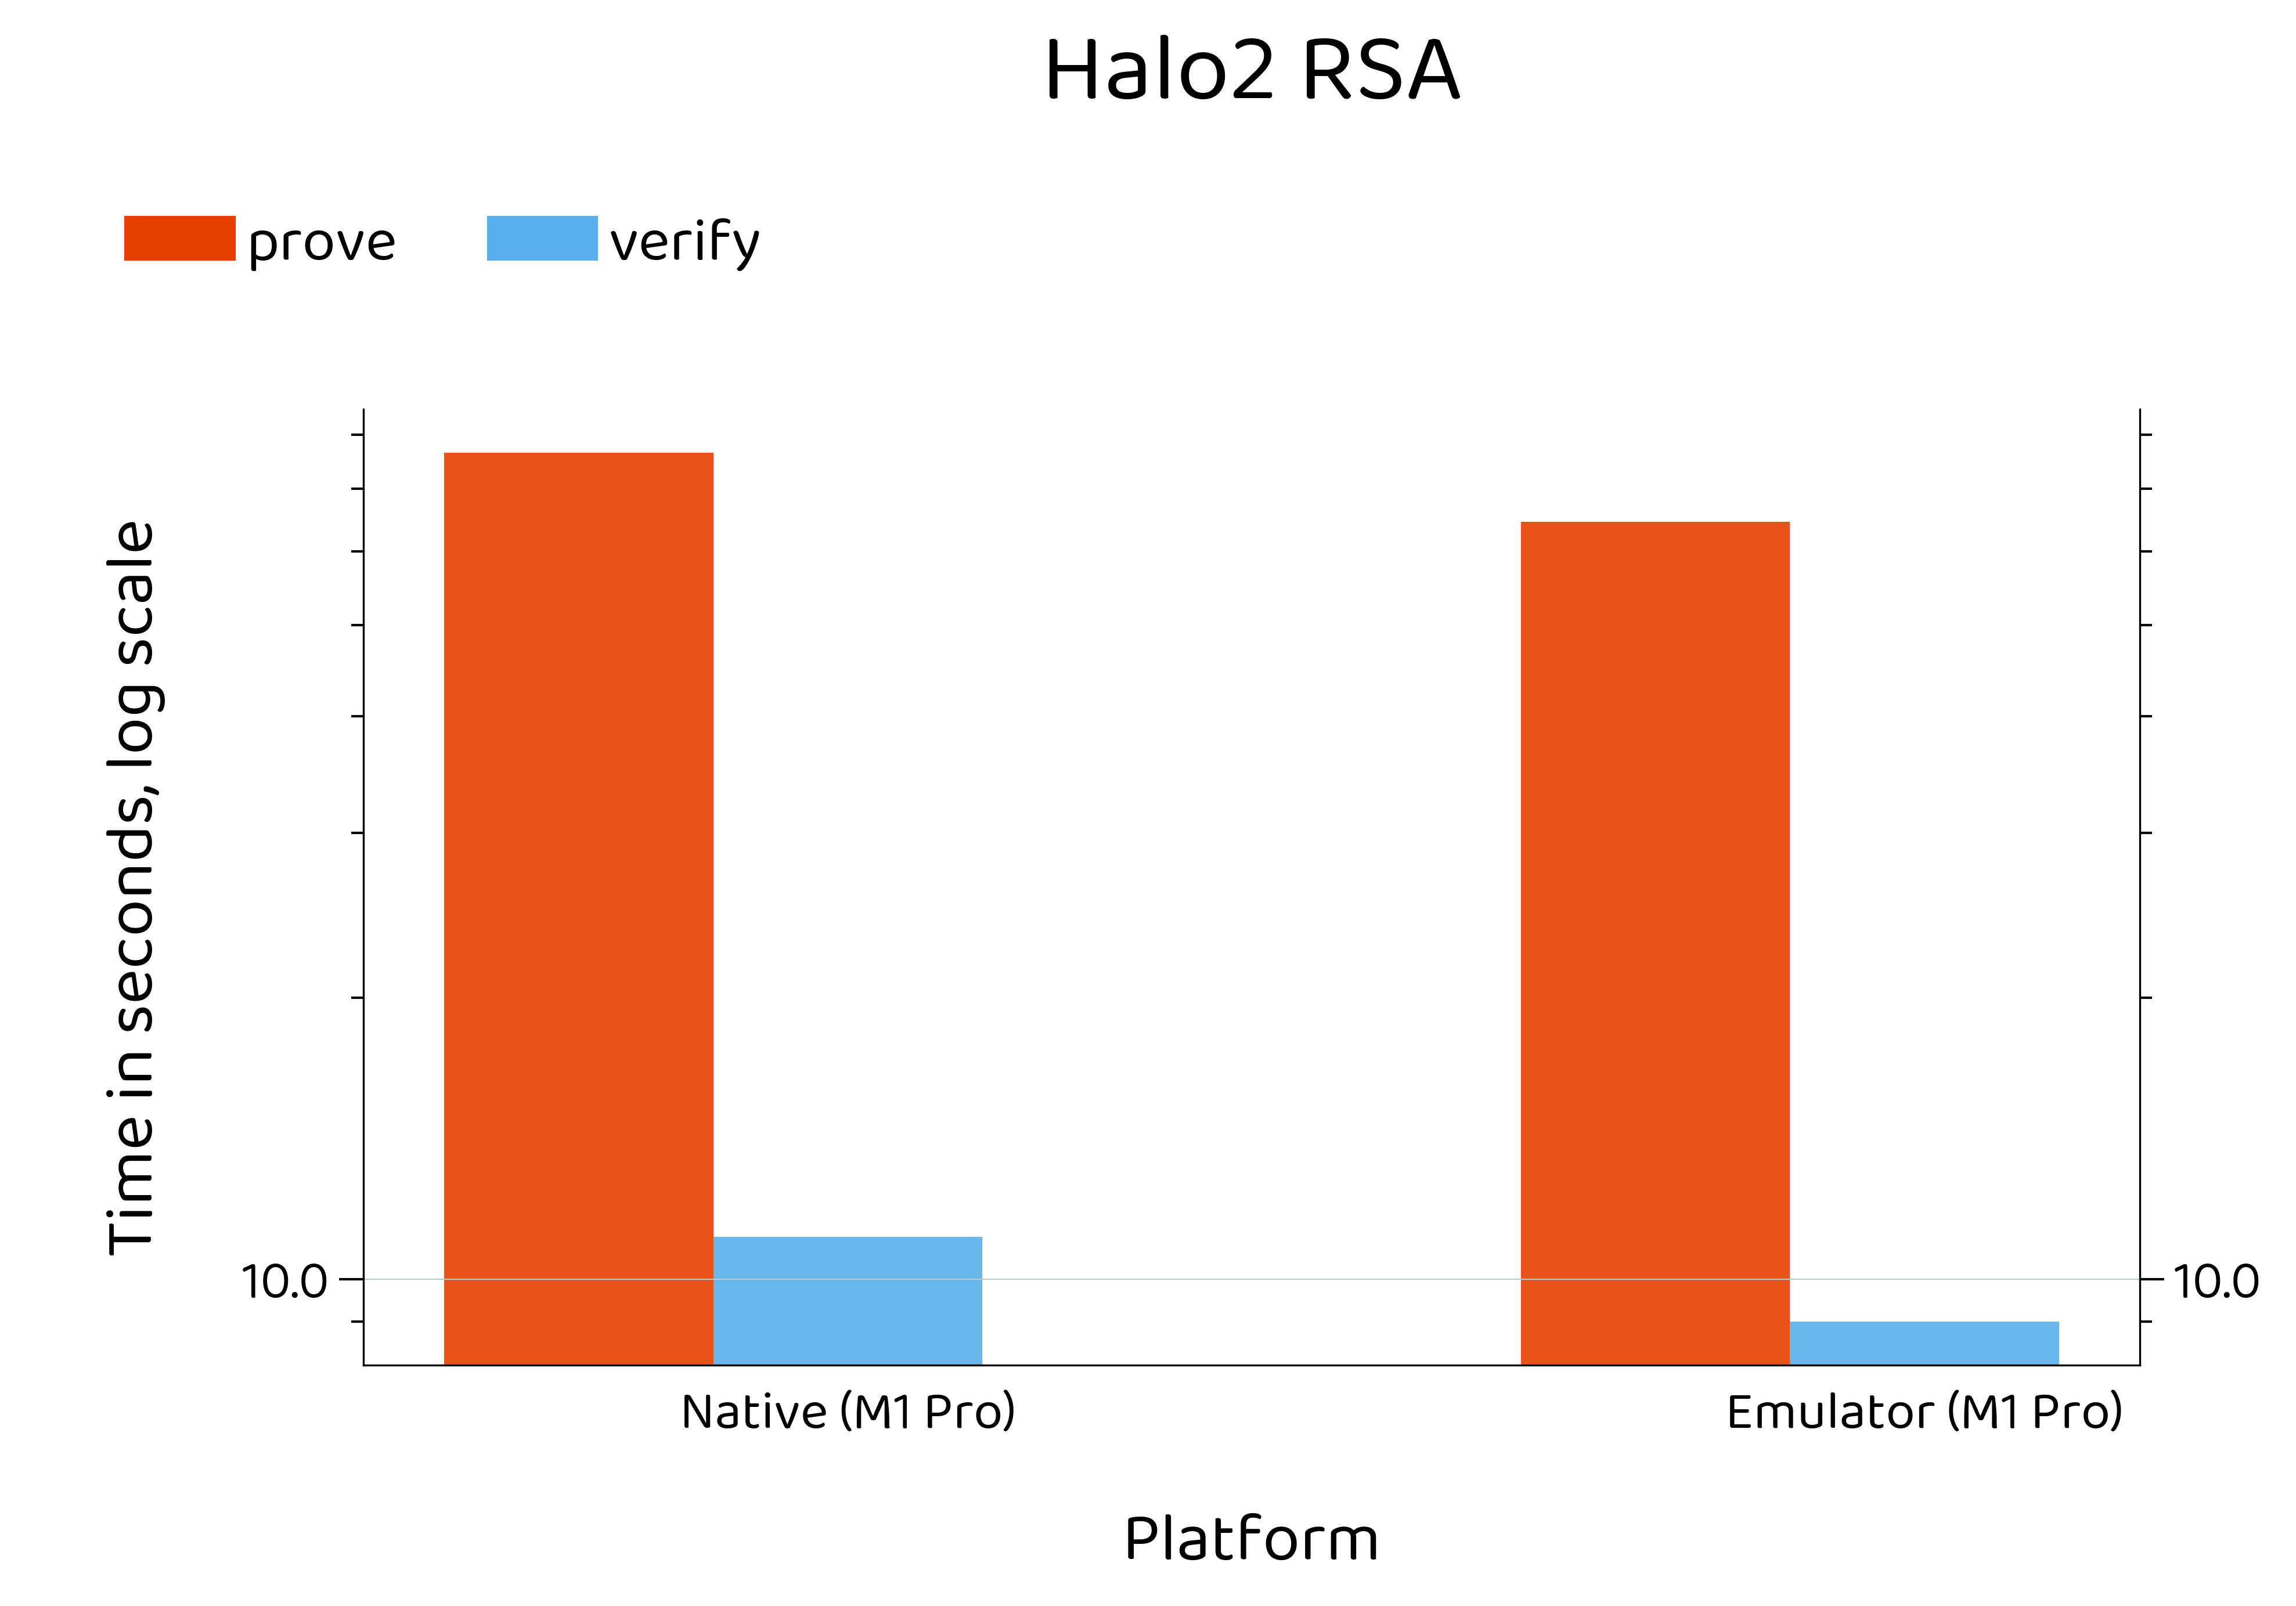 Halo2 RSA
prove
verify
Time in seconds, log scale
10.0
10.0
Native (M1 Pro)
Emulator (M1 Pro)
Platform